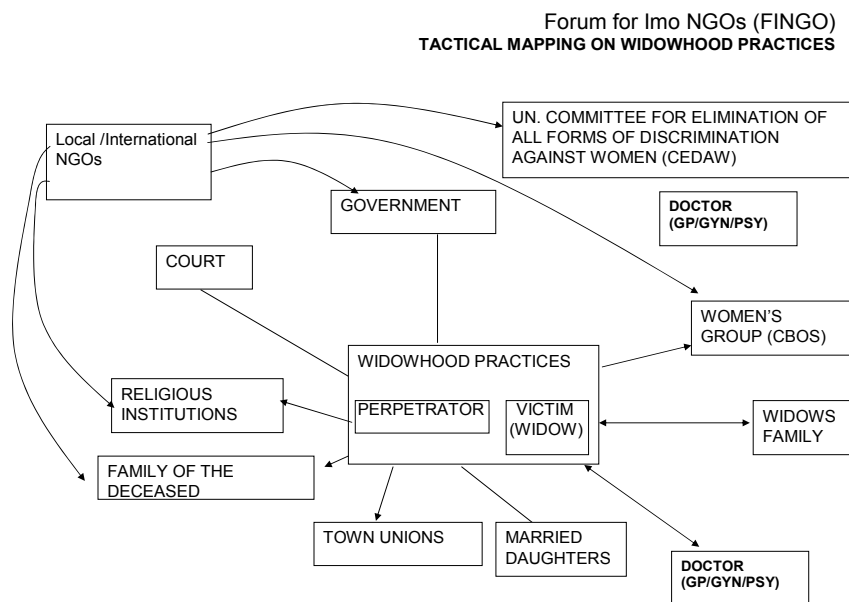 Forum for Imo NGOs (FINGO)
TACTICAL MAPPING ON WIDOWHOOD PRACTICES
UN. COMMITTEE FOR ELIMINATION OF
ALL FORMS OF DISCRIMINATION
AGAINST WOMEN (CEDAW)
Local /International
NGOs
GOVERNMENT
DOCTOR
(GP/GYN/PSY)
COURT
WOMEN'S
GROUP (CBOS)
WIDOWHOOD PRACTICES
PERPETRATOR
VICTIM
(WIDOW)
RELIGIOUS
INSTITUTIONS
WIDOWS
FAMILY
FAMILY OF THE
DECEASED
TOWN UNIONS
MARRIED
DAUGHTERS
DOCTOR
(GP/GYN/PSY)